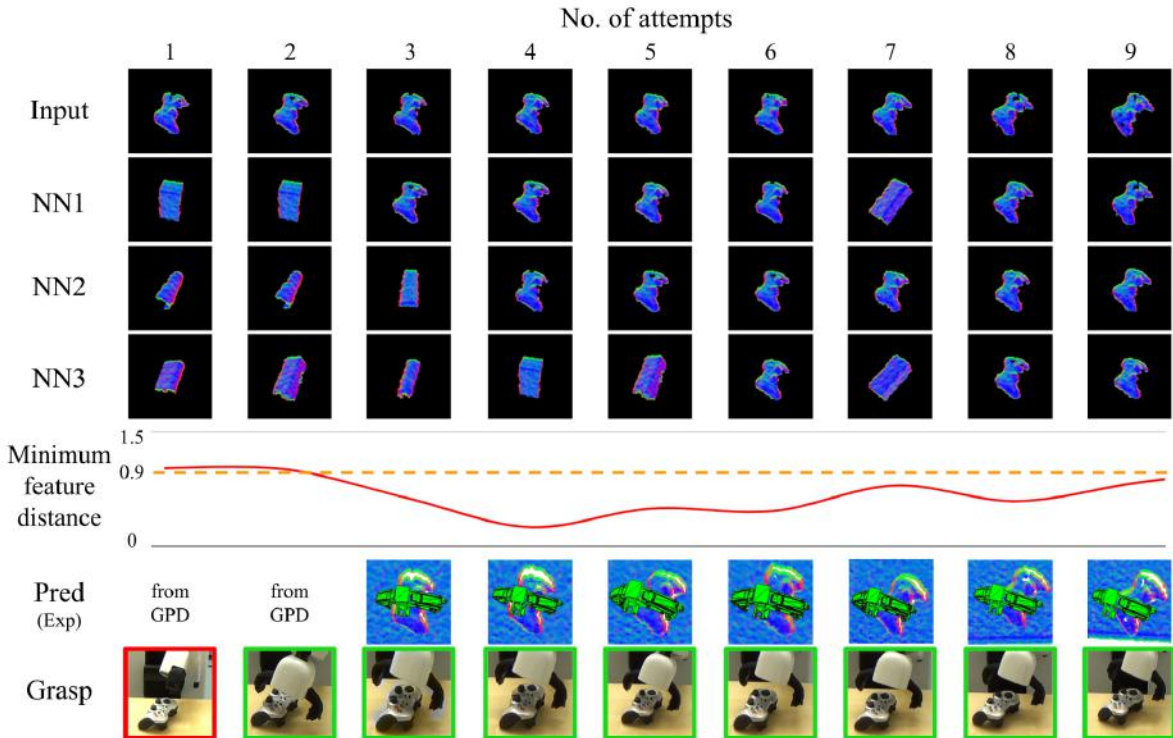 No. of attempts
1 2 3 4 5 6 7 8 9
Input
NN1
NN2
NN3
Minimum
feature
distance
1.5
0.9
0
Pred
(Exp)
from
GPD
from
GPD
Grasp